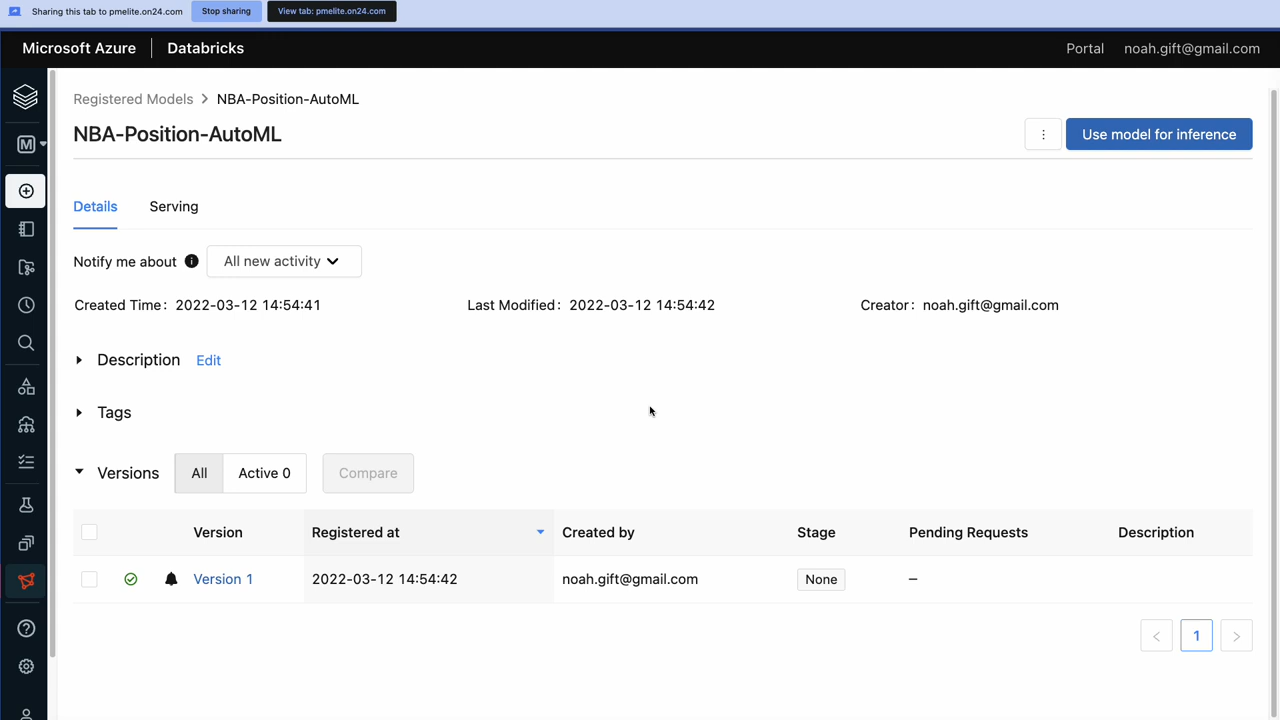 Sharing this tab to pmelite.on24.com Stop sharing View tab: pmelite.on24.com
Microsoft Azure Databricks Portal noah.gift@gmail.com
M
Registered Models > NBA-Position-AutoML
NBA-Position-AutoML
Use model for inference
Details Serving
Notify me about All new activity
Created Time: 2022-03-12 14:54:41 Last Modified: 2022-03-12 14:54:42 Creator: noah.gift@gmail.com
Description Edit
Tags
Versions All Active 0 Compare
Version Registered at Created by Stage Pending Requests Description
Version 1 2022-03-12 14:54:42 noah.gift@gmail.com None –
< 1 >